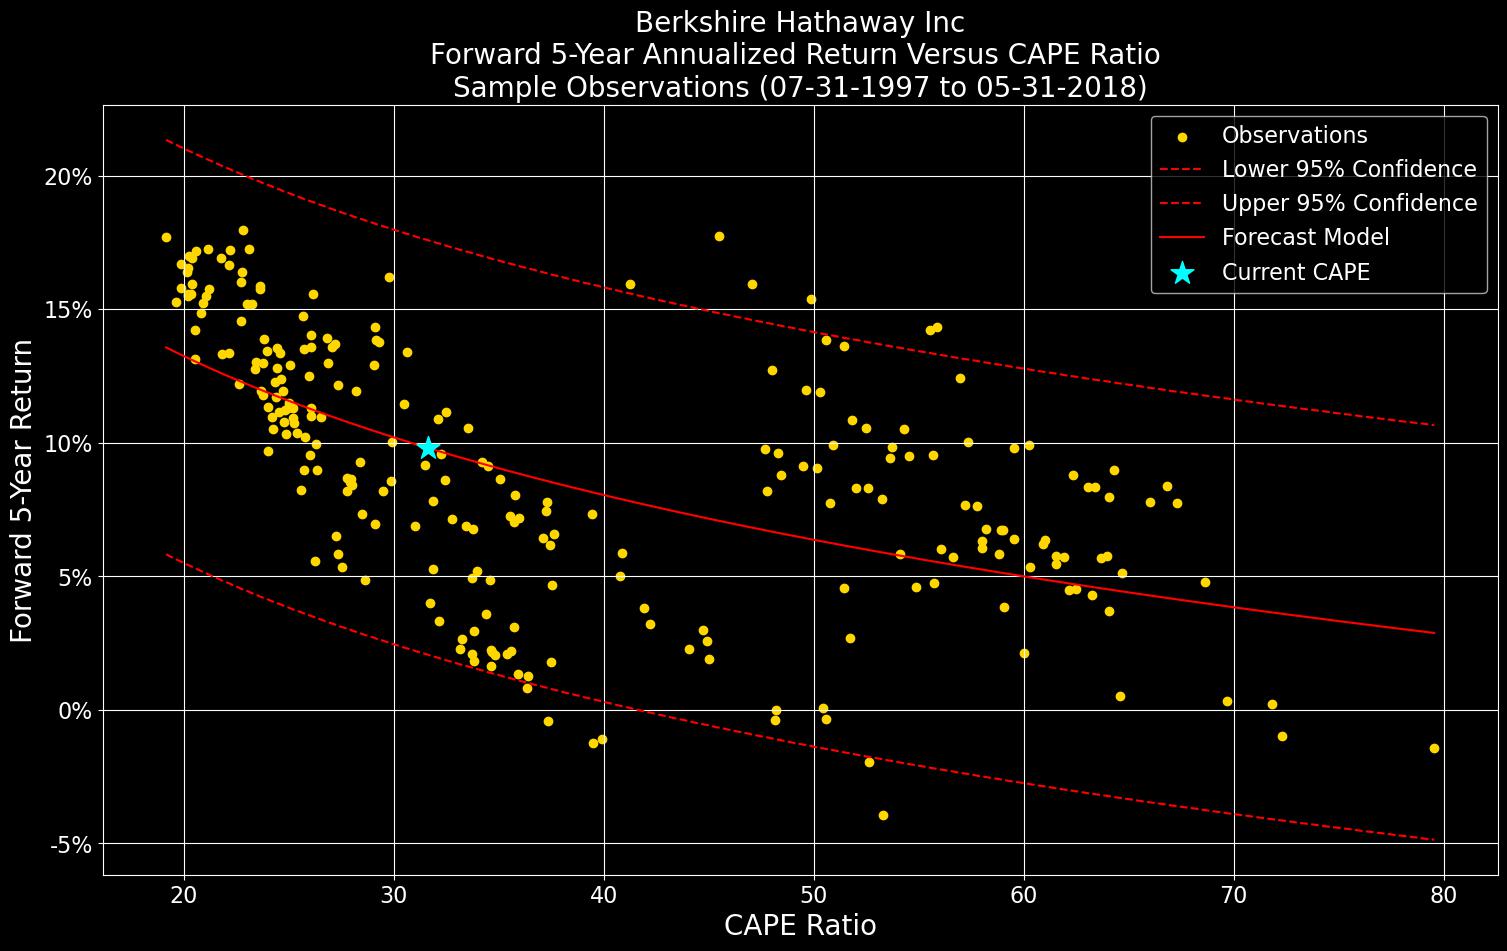 Berkshire Hathaway Inc
Forward 5-Year Annualized Return Versus CAPE Ratio
Sample Observations (07-31-1997 to 05-31-2018)
Observations
Lower 95% Confidence
Upper 95% Confidence
Forecast Model
Current CAPE
Forward 5-Year Return
20%
15%
10%
5%
0%
-5%
20 30 40 50 60 70 80
CAPE Ratio